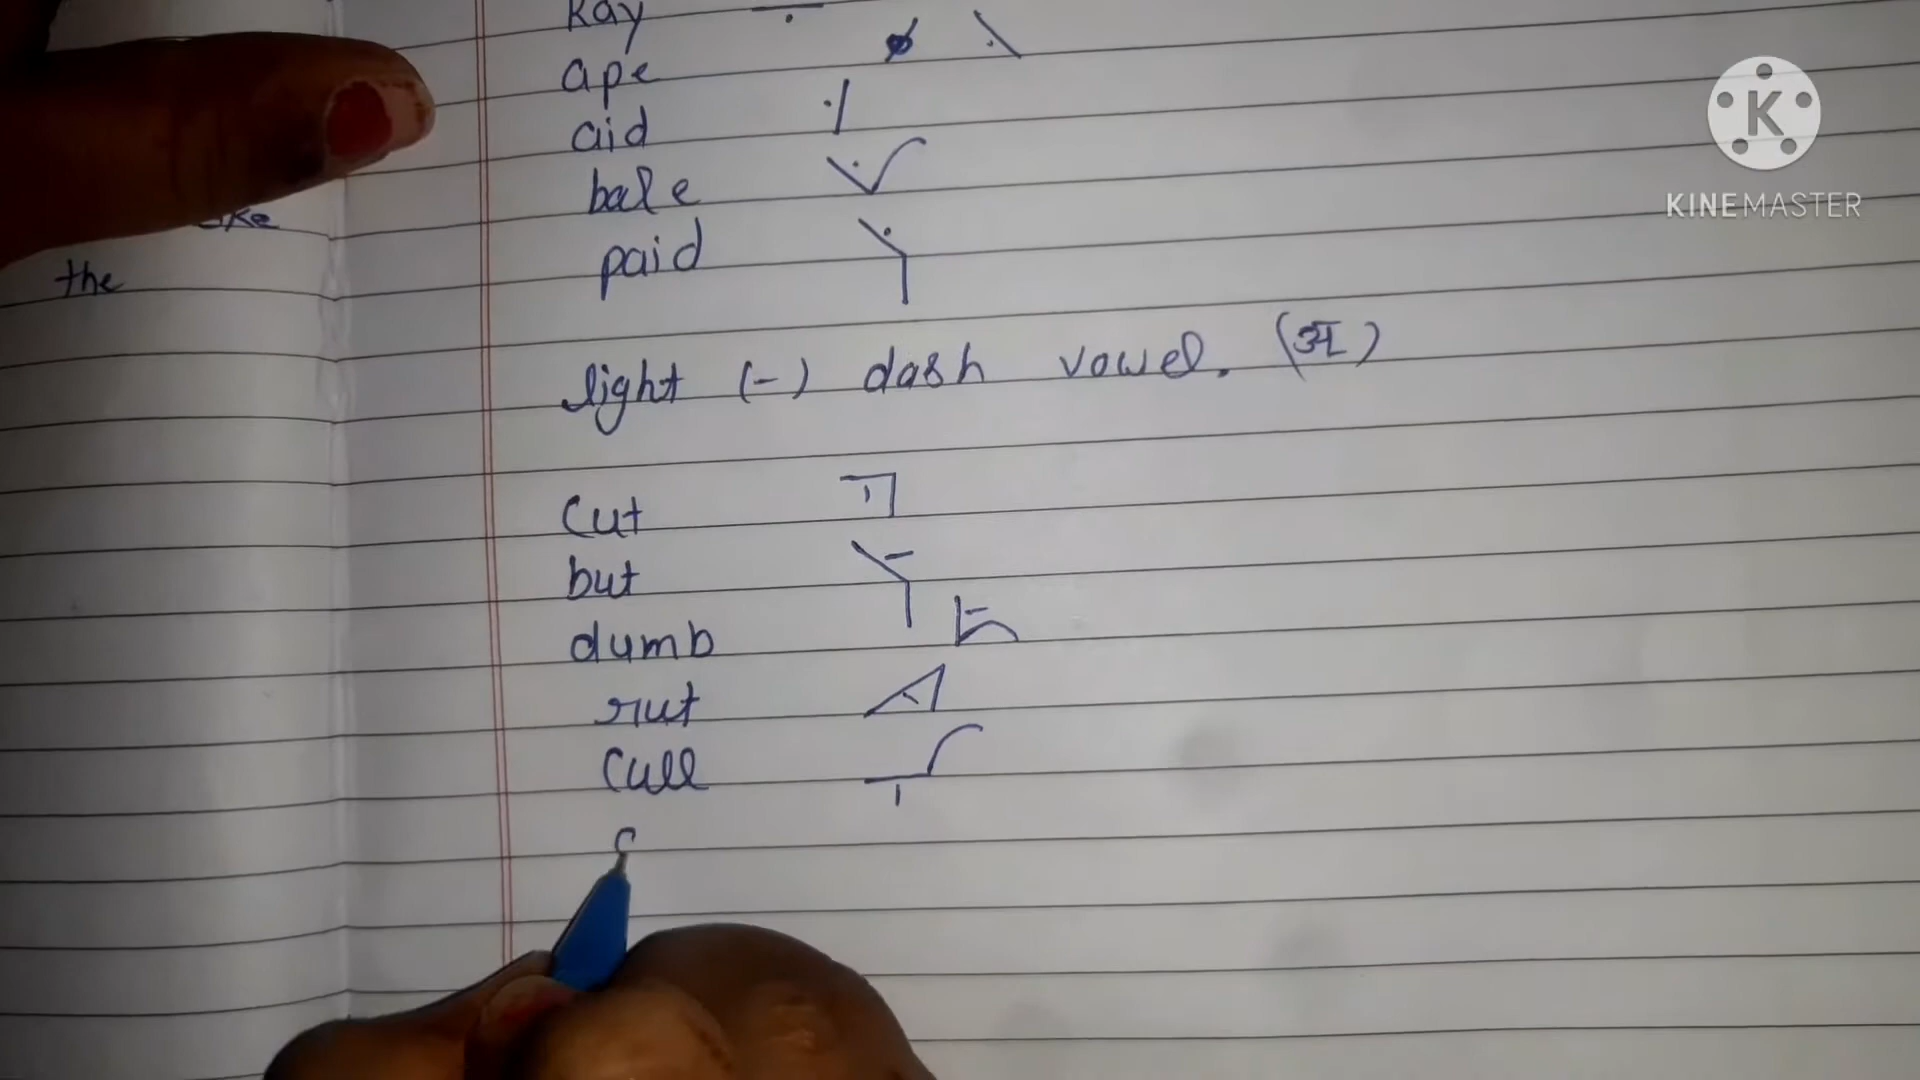 Kay
ape
aid
bale
paid
the
light (-) dash vowel. (अ)
cut
but
dumb
rut
cull
K
KINEMASTER